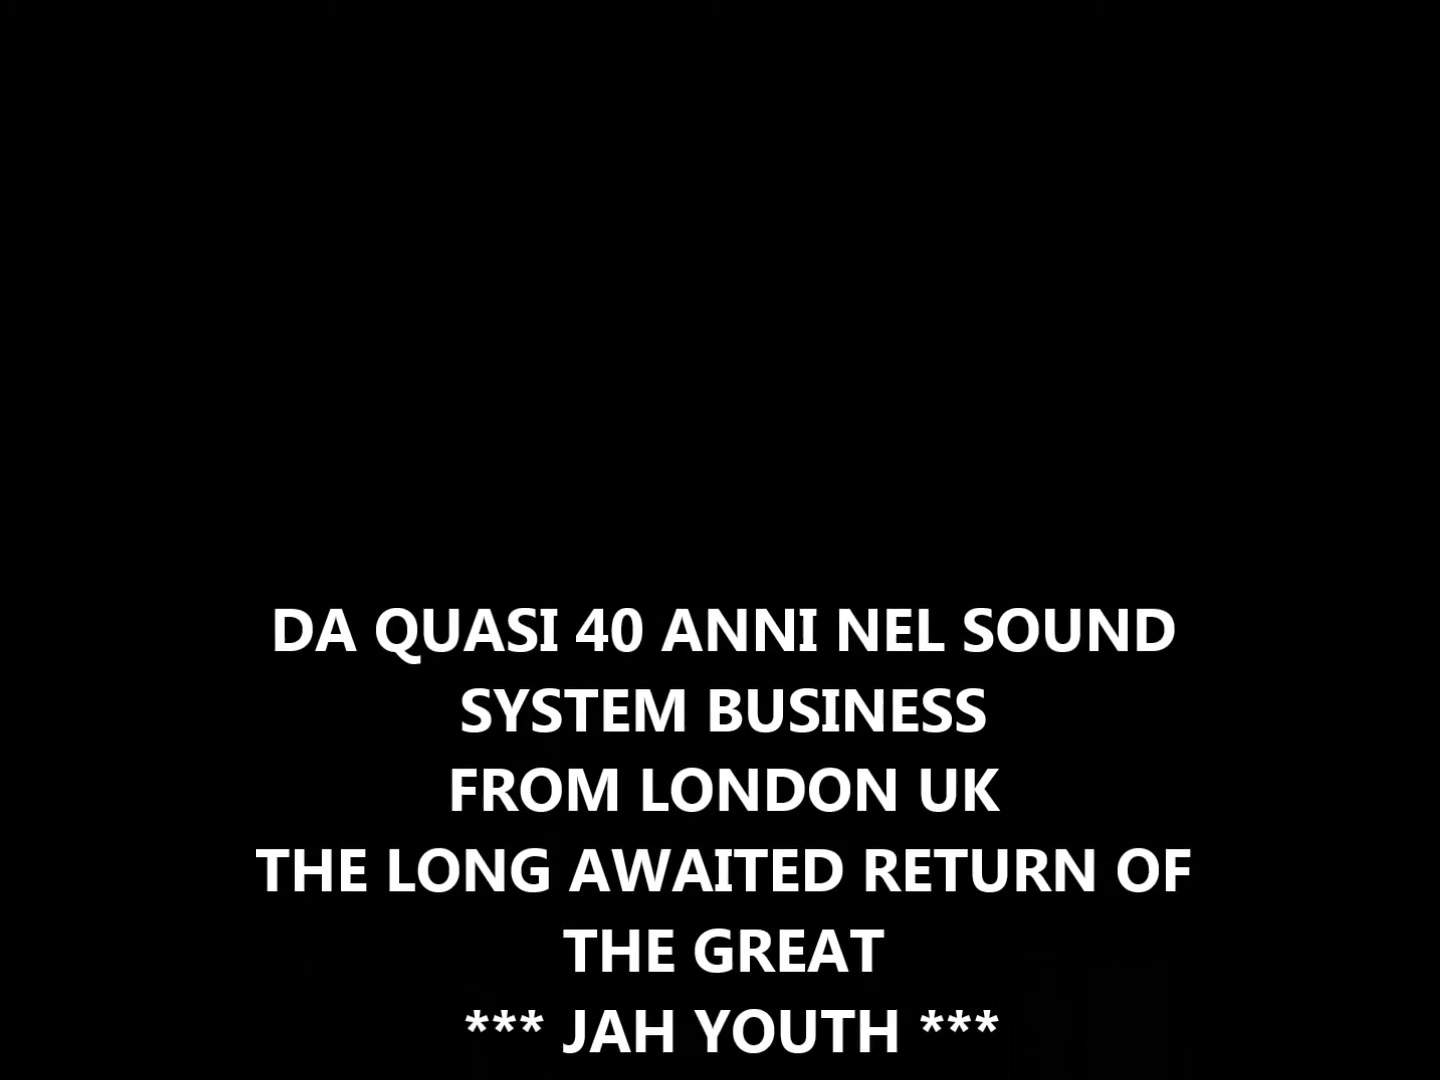 DA QUASI 40 ANNI NEL SOUND
SYSTEM BUSINESS
FROM LONDON UK
THE LONG AWAITED RETURN OF
THE GREAT
*** JAH YOUTH ***